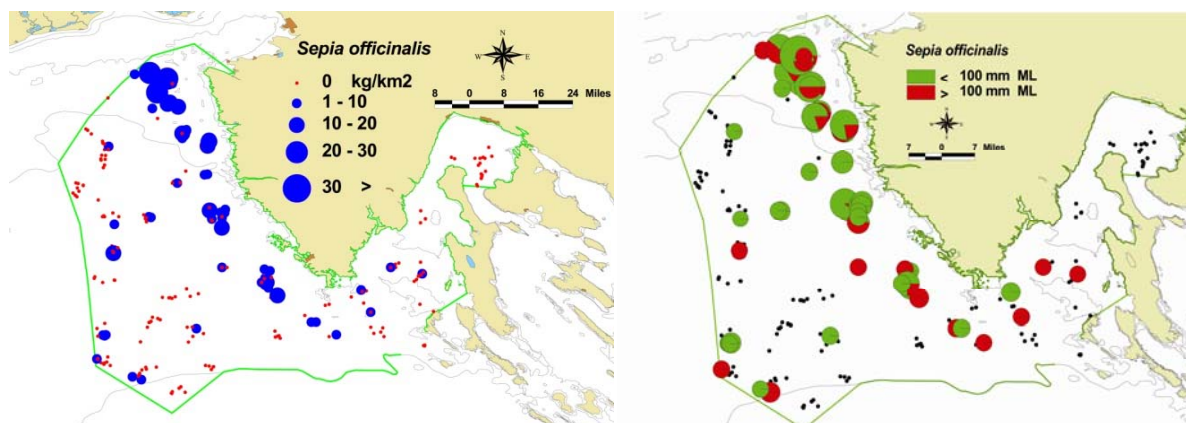 Sepia officinalis
N
W E
S
0 kg/km2
1 - 10
10 - 20
20 - 30
30 >
8 0 8 16 24 Miles
Sepia officinalis
< 100 mm ML
> 100 mm ML
7 0 7 Miles